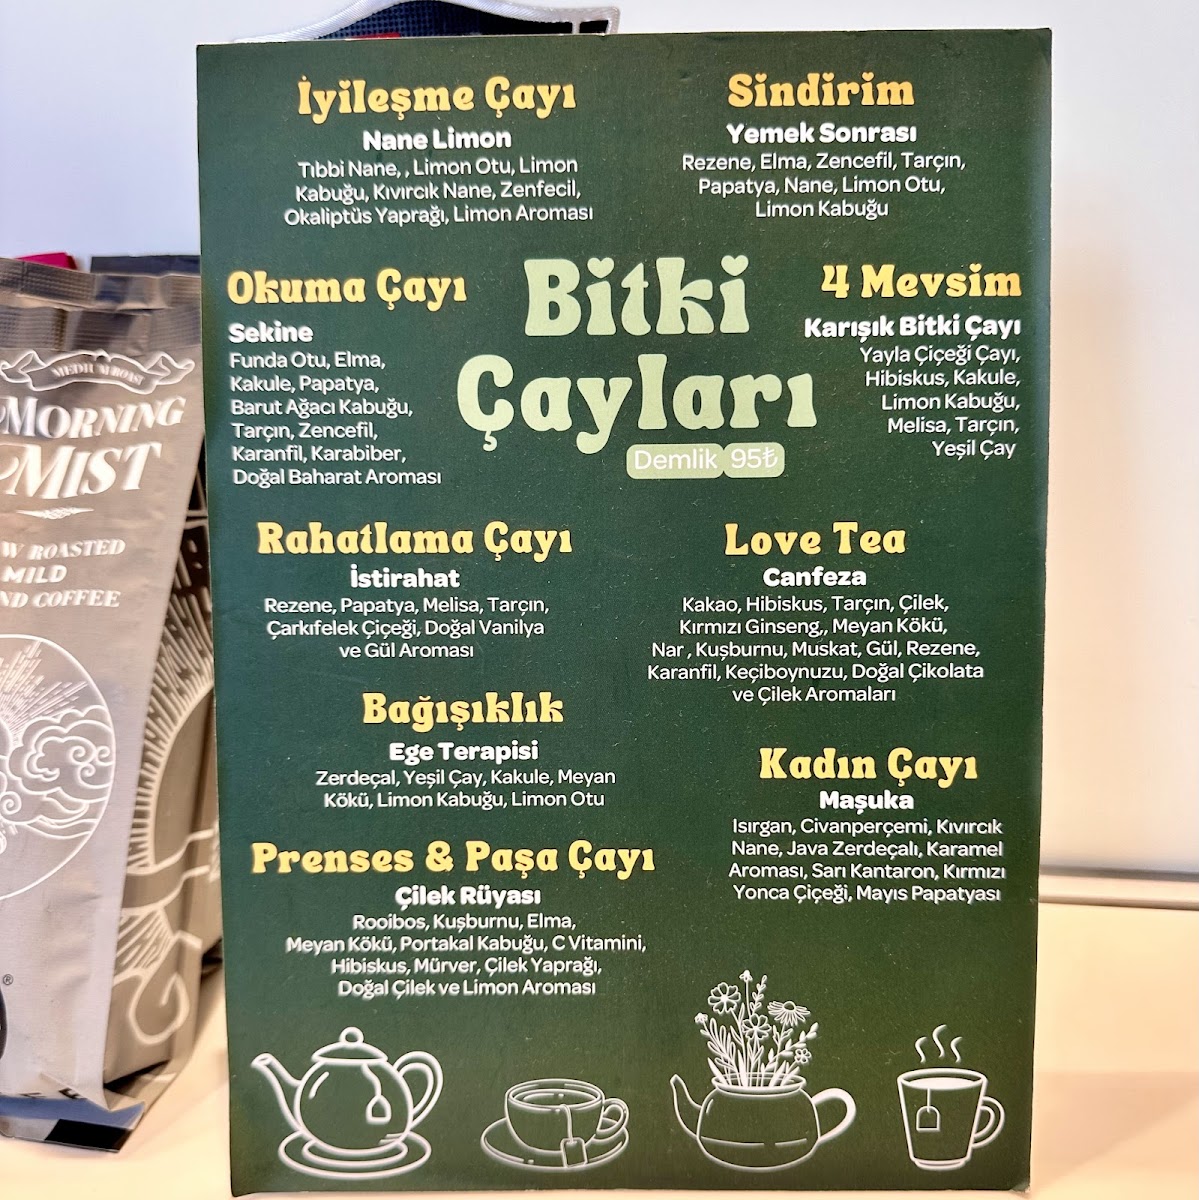 İyileşme Çayı
Nane Limon
Tıbbi Nane, , Limon Otu, Limon
Kabuğu, Kıvırcık Nane, Zenfecil,
Okaliptüs Yaprağı, Limon Aroması
Sindirim
Yemek Sonrası
Rezene, Elma, Zencefil, Tarçın,
Papatya, Nane, Limon Otu,
Limon Kabuğu
Okuma Çayı
Sekine
Funda Otu, Elma,
Kakule, Papatya,
Barut Ağacı Kabuğu,
Tarçın, Zencefil,
Karanfil, Karabiber,
Doğal Baharat Aroması
Bitki
Çayları
Demlik 95₺
4 Mevsim
Karışık Bitki Çayı
Yayla Çiçeği Çayı,
Hibiskus, Kakule,
Limon Kabuğu,
Melisa, Tarçın,
Yeşil Çay
Rahatlama Çayı
İstirahat
Rezene, Papatya, Melisa, Tarçın,
Çarkıfelek Çiçeği, Doğal Vanilya
ve Gül Aroması
Love Tea
Canfeza
Kakao, Hibiskus, Tarçın, Çilek,
Kırmızı Ginseng,, Meyan Kökü,
Nar , Kuşburnu, Muskat, Gül, Rezene,
Karanfil, Keçiboynuzu, Doğal Çikolata
ve Çilek Aromaları
Bağışıklık
Ege Terapisi
Zerdeçal, Yeşil Çay, Kakule, Meyan
Kökü, Limon Kabuğu, Limon Otu
Kadın Çayı
Maşuka
Isırgan, Civanperçemi, Kıvırcık
Nane, Java Zerdeçalı, Karamel
Aroması, Sarı Kantaron, Kırmızı
Yonca Çiçeği, Mayıs Papatyası
Prenses & Paşa Çayı
Çilek Rüyası
Rooibos, Kuşburnu, Elma,
Meyan Kökü, Portakal Kabuğu, C Vitamini,
Hibiskus, Mürver, Çilek Yaprağı,
Doğal Çilek ve Limon Aroması
MEDIUM ROAST
MORNING
MIST
ROASTED
MILD
COFFEE
®